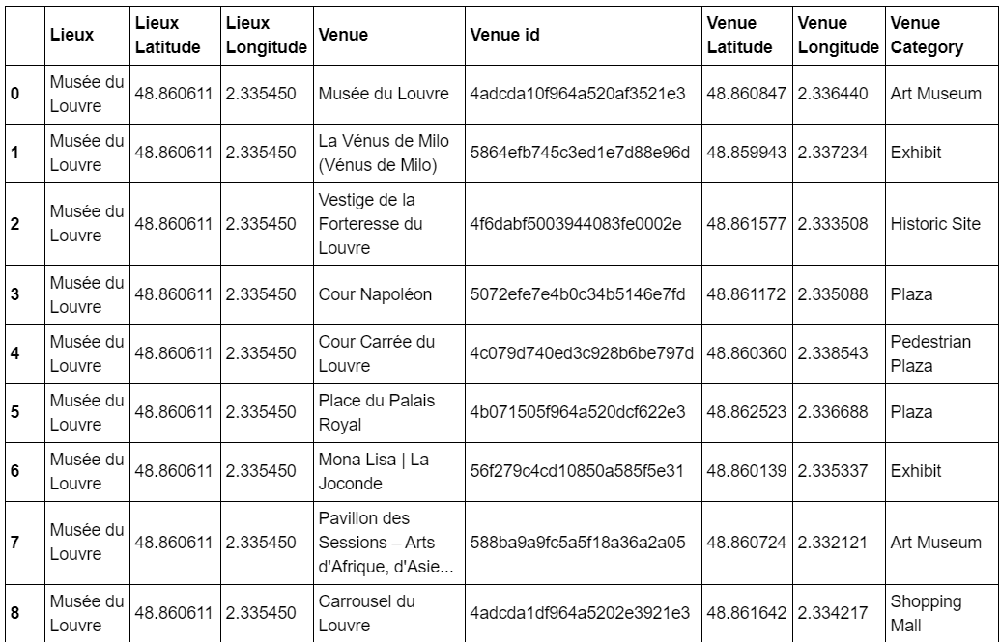 Lieux Lieux Latitude Lieux Longitude Venue Venue id Venue Latitude Venue Longitude Venue Category
0 Musée du Louvre 48.860611 2.335450 Musée du Louvre 4adcda10f964a520af3521e3 48.860847 2.336440 Art Museum
1 Musée du Louvre 48.860611 2.335450 La Vénus de Milo (Vénus de Milo) 5864efb745c3ed1e7d88e96d 48.859943 2.337234 Exhibit
2 Musée du Louvre 48.860611 2.335450 Vestige de la Forteresse du Louvre 4f6dabf5003944083fe0002e 48.861577 2.333508 Historic Site
3 Musée du Louvre 48.860611 2.335450 Cour Napoléon 5072efe7e4b0c34b5146e7fd 48.861172 2.335088 Plaza
4 Musée du Louvre 48.860611 2.335450 Cour Carrée du Louvre 4c079d740ed3c928b6be797d 48.860360 2.338543 Pedestrian Plaza
5 Musée du Louvre 48.860611 2.335450 Place du Palais Royal 4b071505f964a520dcf622e3 48.862523 2.336688 Plaza
6 Musée du Louvre 48.860611 2.335450 Mona Lisa | La Joconde 56f279c4cd10850a585f5e31 48.860139 2.335337 Exhibit
7 Musée du Louvre 48.860611 2.335450 Pavillon des Sessions – Arts d'Afrique, d'Asie... 588ba9a9fc5a5f18a36a2a05 48.860724 2.332121 Art Museum
8 Musée du Louvre 48.860611 2.335450 Carrousel du Louvre 4adcda1df964a5202e3921e3 48.861642 2.334217 Shopping Mall